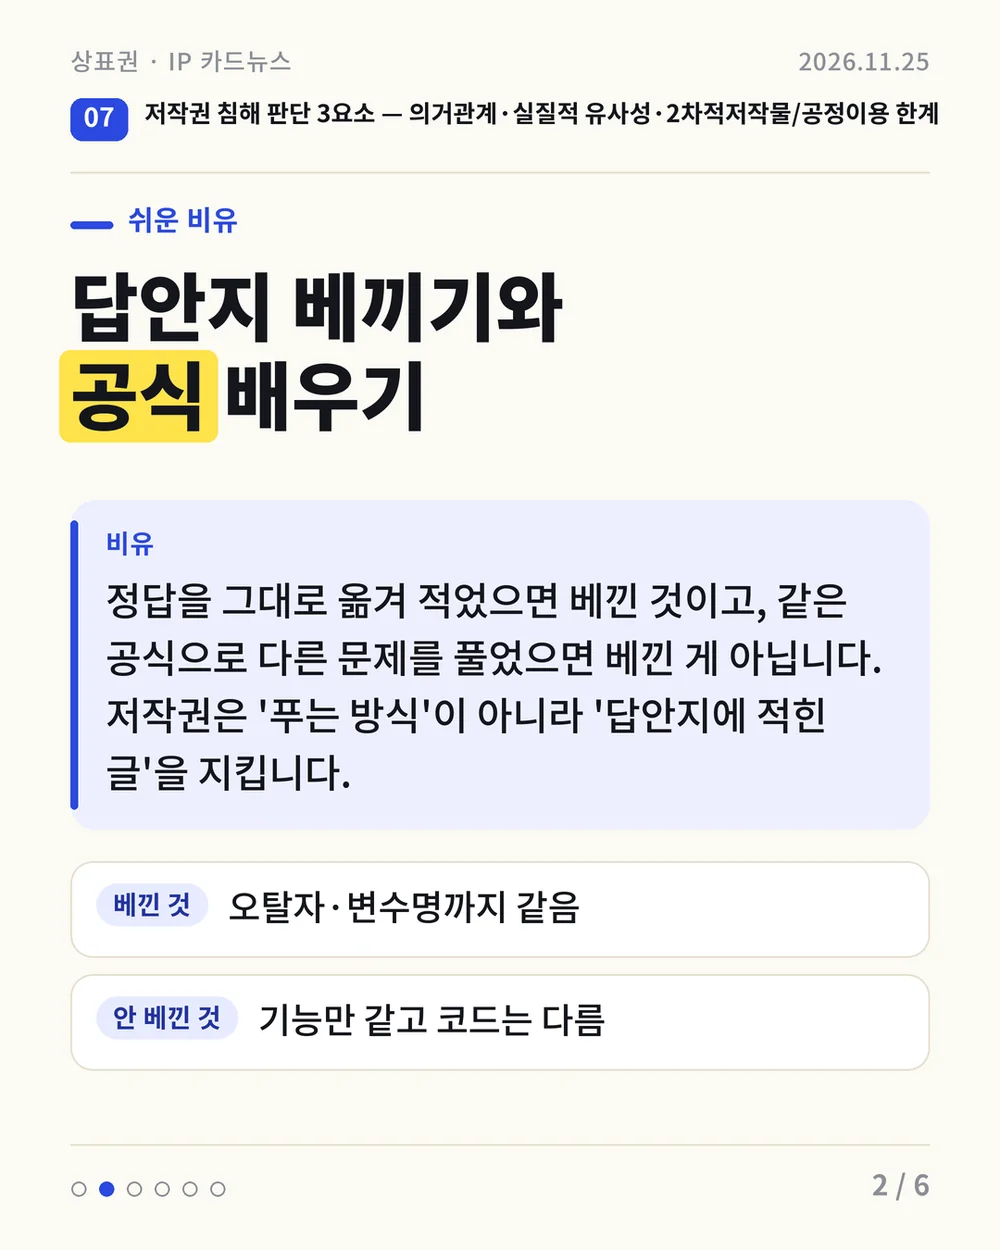 상표권 · IP 카드뉴스
2026.11.25
07 저작권 침해 판단 3요소 — 의거관계·실질적 유사성·2차적저작물/공정이용 한계
쉬운 비유
답안지 베끼기와
공식 배우기
비유
정답을 그대로 옮겨 적었으면 베낀 것이고, 같은
공식으로 다른 문제를 풀었으면 베낀 게 아닙니다.
저작권은 '푸는 방식'이 아니라 '답안지에 적힌
글'을 지킵니다.
베낀 것 오탈자·변수명까지 같음
안 베낀 것 기능만 같고 코드는 다름
2 / 6